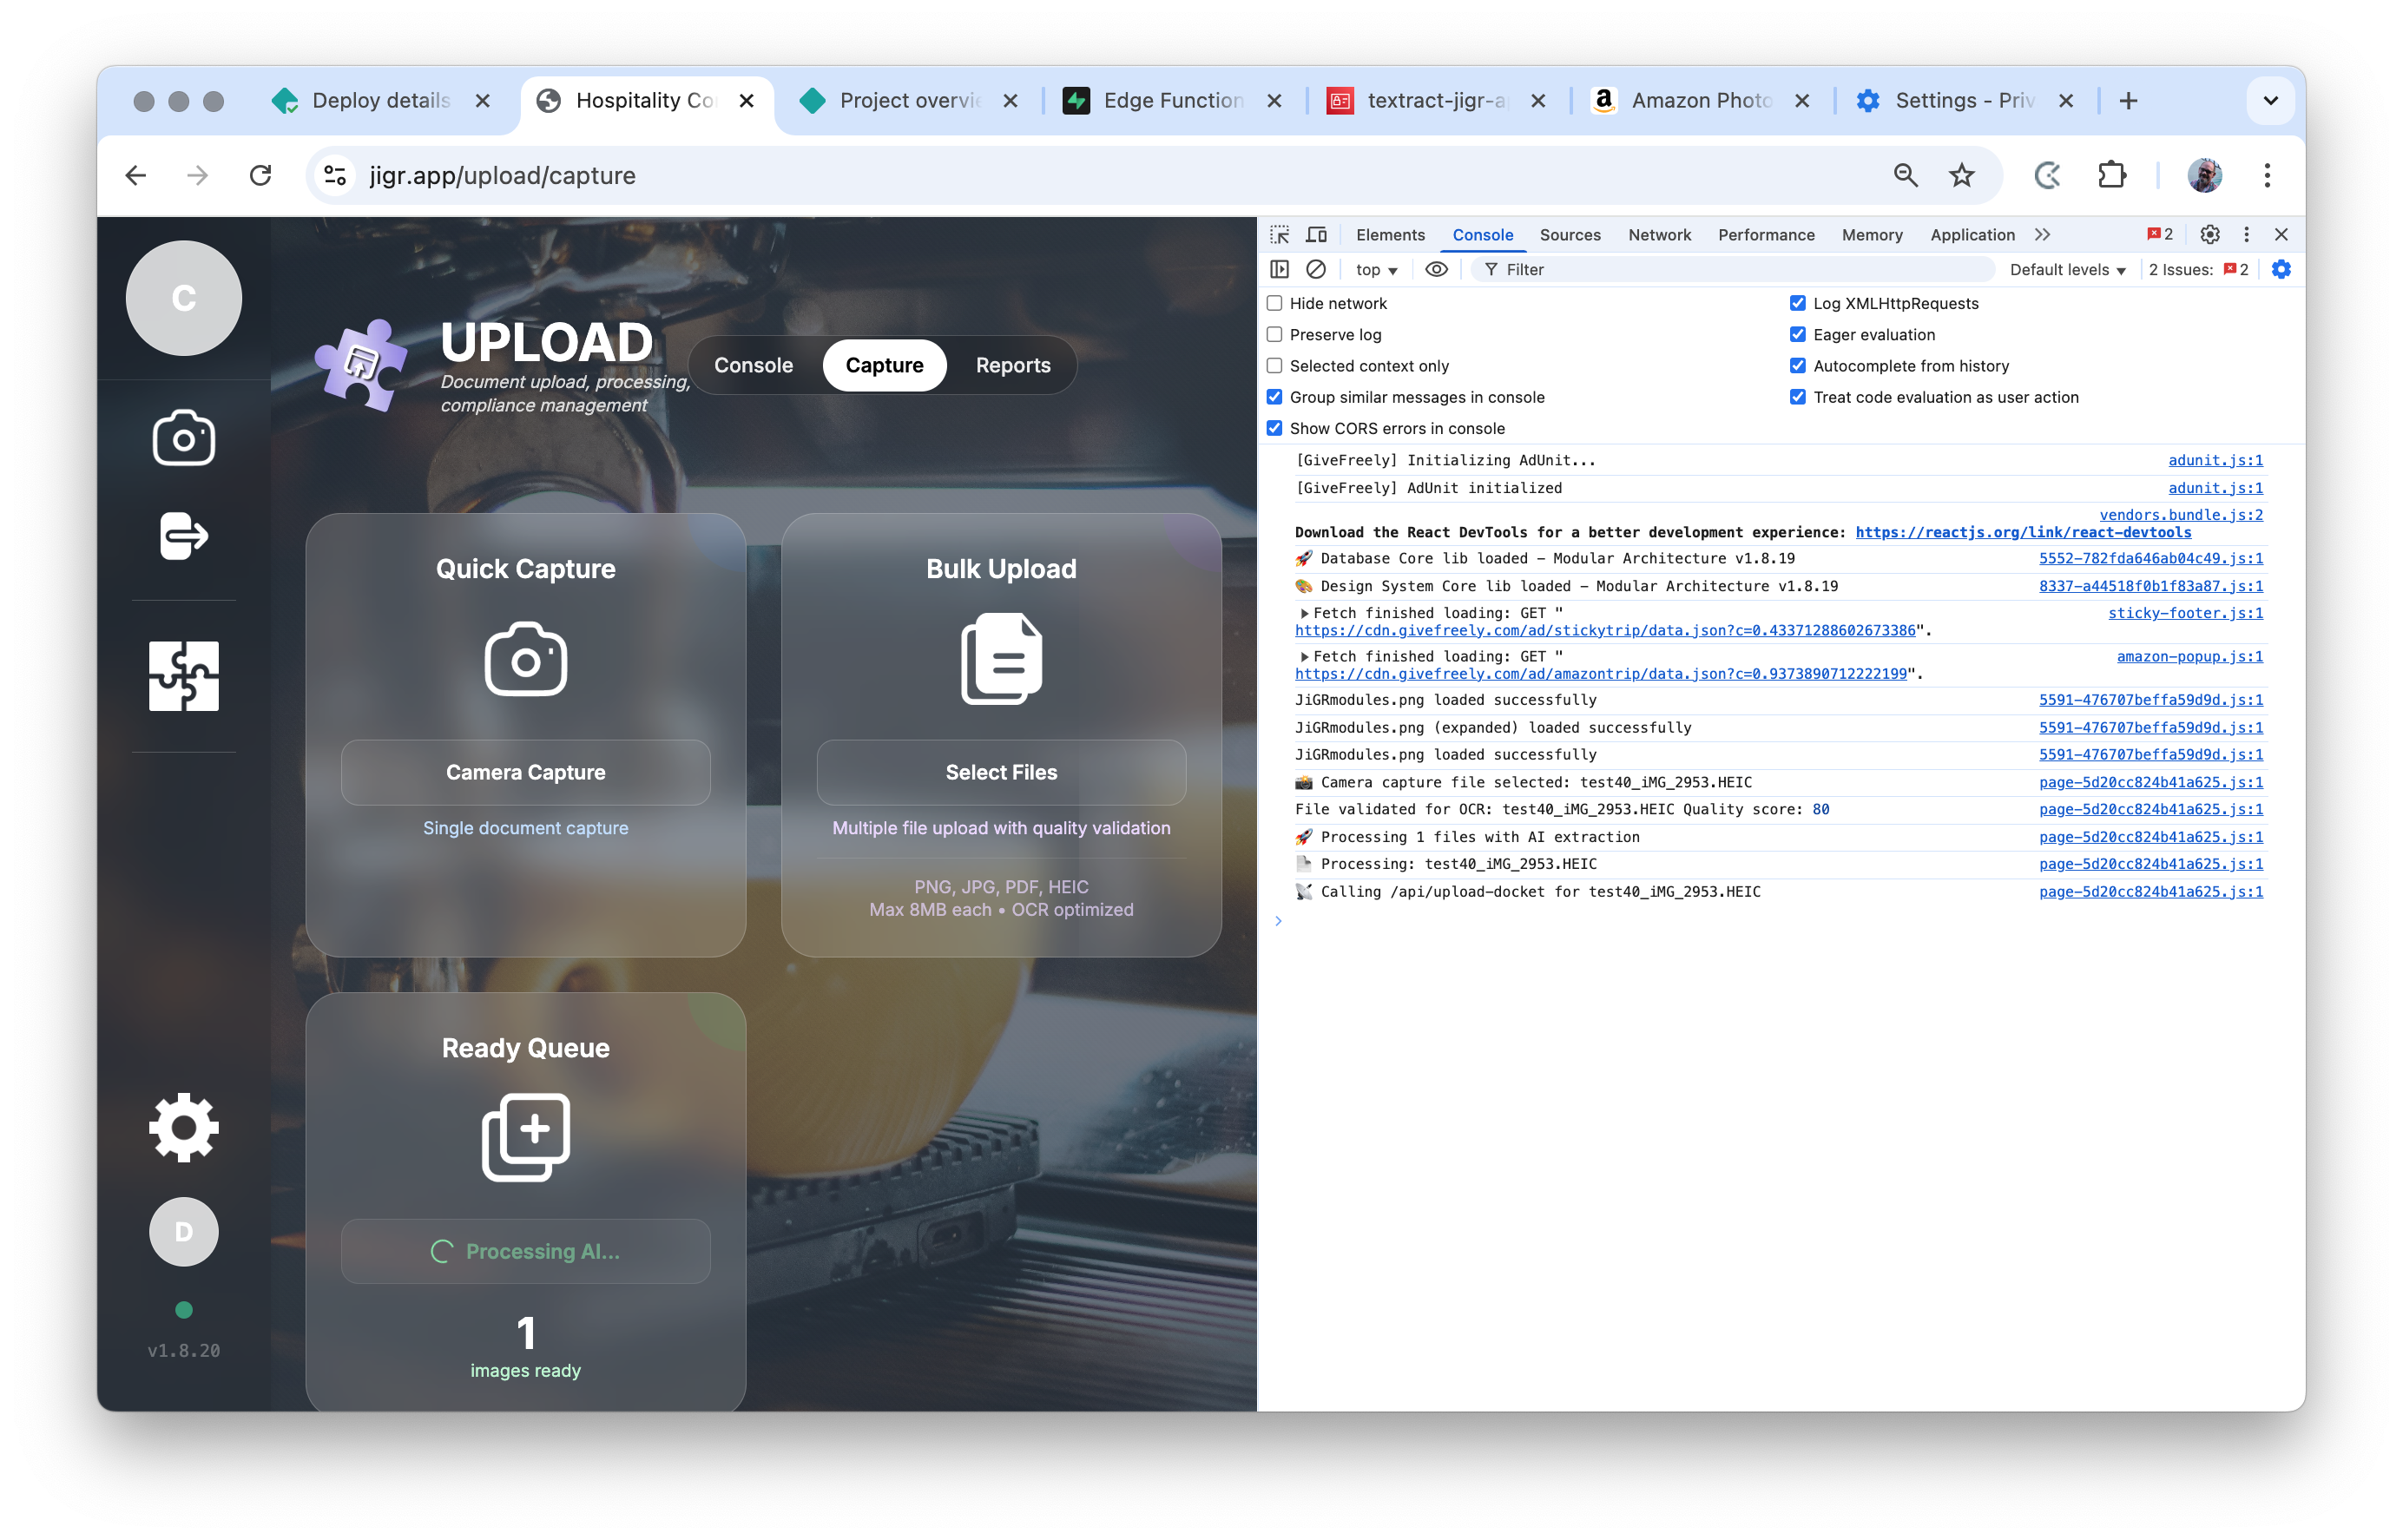 Deploy details
Hospitality Co
Project overvie
Edge Function
textract-jigr-a
Amazon Photo
Settings - Priv
jigr.app/upload/capture
C
UPLOAD
Document upload, processing,
compliance management
Console
Capture
Reports
Quick Capture
Camera Capture
Single document capture
Bulk Upload
Select Files
Multiple file upload with quality validation
PNG, JPG, PDF, HEIC
Max 8MB each • OCR optimized
Ready Queue
Processing AI...
1
images ready
D
v1.8.20
Elements
Console
Sources
Network
Performance
Memory
Application
2
top
Filter
Default levels
2 Issues: 2
Hide network
Log XMLHttpRequests
Preserve log
Eager evaluation
Selected context only
Autocomplete from history
Group similar messages in console
Treat code evaluation as user action
Show CORS errors in console
[GiveFreely] Initializing AdUnit... adunit.js:1
[GiveFreely] AdUnit initialized adunit.js:1
vendors.bundle.js:2
Download the React DevTools for a better development experience: https://reactjs.org/link/react-devtools
🚀 Database Core lib loaded - Modular Architecture v1.8.19 5552-782fda646ab04c49.js:1
🎨 Design System Core lib loaded - Modular Architecture v1.8.19 8337-a44518f0b1f83a87.js:1
Fetch finished loading: GET " sticky-footer.js:1
https://cdn.givefreely.com/ad/stickytrip/data.json?c=0.43371288602673386".
Fetch finished loading: GET " amazon-popup.js:1
https://cdn.givefreely.com/ad/amazontrip/data.json?c=0.9373890712222199".
JiGRmodules.png loaded successfully 5591-476707beffa59d9d.js:1
JiGRmodules.png (expanded) loaded successfully 5591-476707beffa59d9d.js:1
JiGRmodules.png loaded successfully 5591-476707beffa59d9d.js:1
📸 Camera capture file selected: test40_iMG_2953.HEIC page-5d20cc824b41a625.js:1
File validated for OCR: test40_iMG_2953.HEIC Quality score: 80 page-5d20cc824b41a625.js:1
🚀 Processing 1 files with AI extraction page-5d20cc824b41a625.js:1
📄 Processing: test40_iMG_2953.HEIC page-5d20cc824b41a625.js:1
📡 Calling /api/upload-docket for test40_iMG_2953.HEIC page-5d20cc824b41a625.js:1